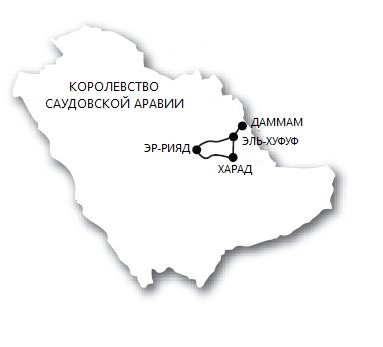 КОРОЛЕВСТВО
САУДОВСКОЙ АРАВИИ
ДАММАМ
ЭЛЬ-ХУФУФ
ЭР-РИЯД
ХАРАД